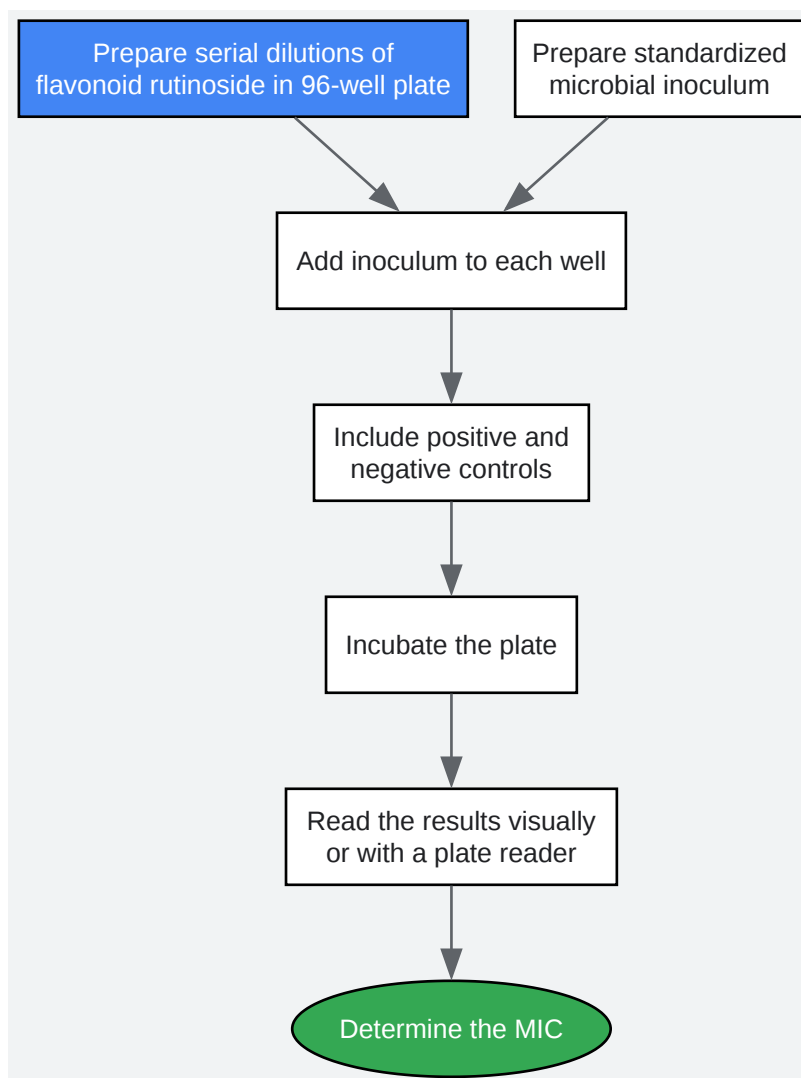 Prepare serial dilutions of
flavonoid rutinoside in 96-well plate
Prepare standardized
microbial inoculum
Add inoculum to each well
Include positive and
negative controls
Incubate the plate
Read the results visually
or with a plate reader
Determine the MIC